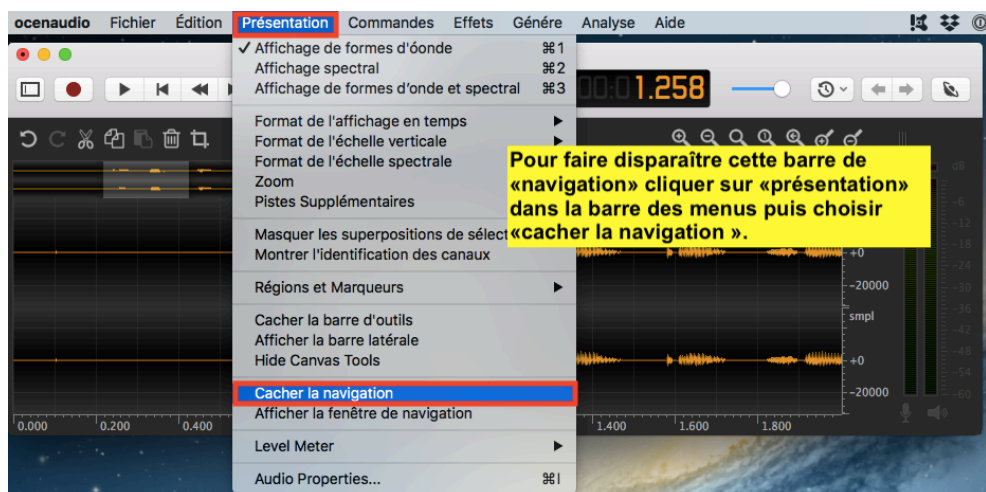 ocenaudio Fichier Édition Présentation Commandes Effets Génére Analyse Aide
✓ Affichage de formes d'óonde ⌘1
Affichage spectral ⌘2
Affichage de formes d'onde et spectral ⌘3
00:01.258
Format de l'affichage en temps
Format de l'échelle verticale
Format de l'échelle spectrale
Zoom
Pistes Supplémentaires
Pour faire disparaître cette barre de
«navigation» cliquer sur «présentation»
dans la barre des menus puis choisir
«cacher la navigation ».
Masquer les superpositions de sélect
Montrer l'identification des canaux
Régions et Marqueurs
Cacher la barre d'outils
Afficher la barre latérale
Hide Canvas Tools
Cacher la navigation
Afficher la fenêtre de navigation
Level Meter
Audio Properties... ⌘I
+0
-20000
smpl
+0
-20000
dB
-6
-12
-18
-24
-30
-36
-42
-48
-54
-60
0.000 0.200 0.400 1.400 1.600 1.800